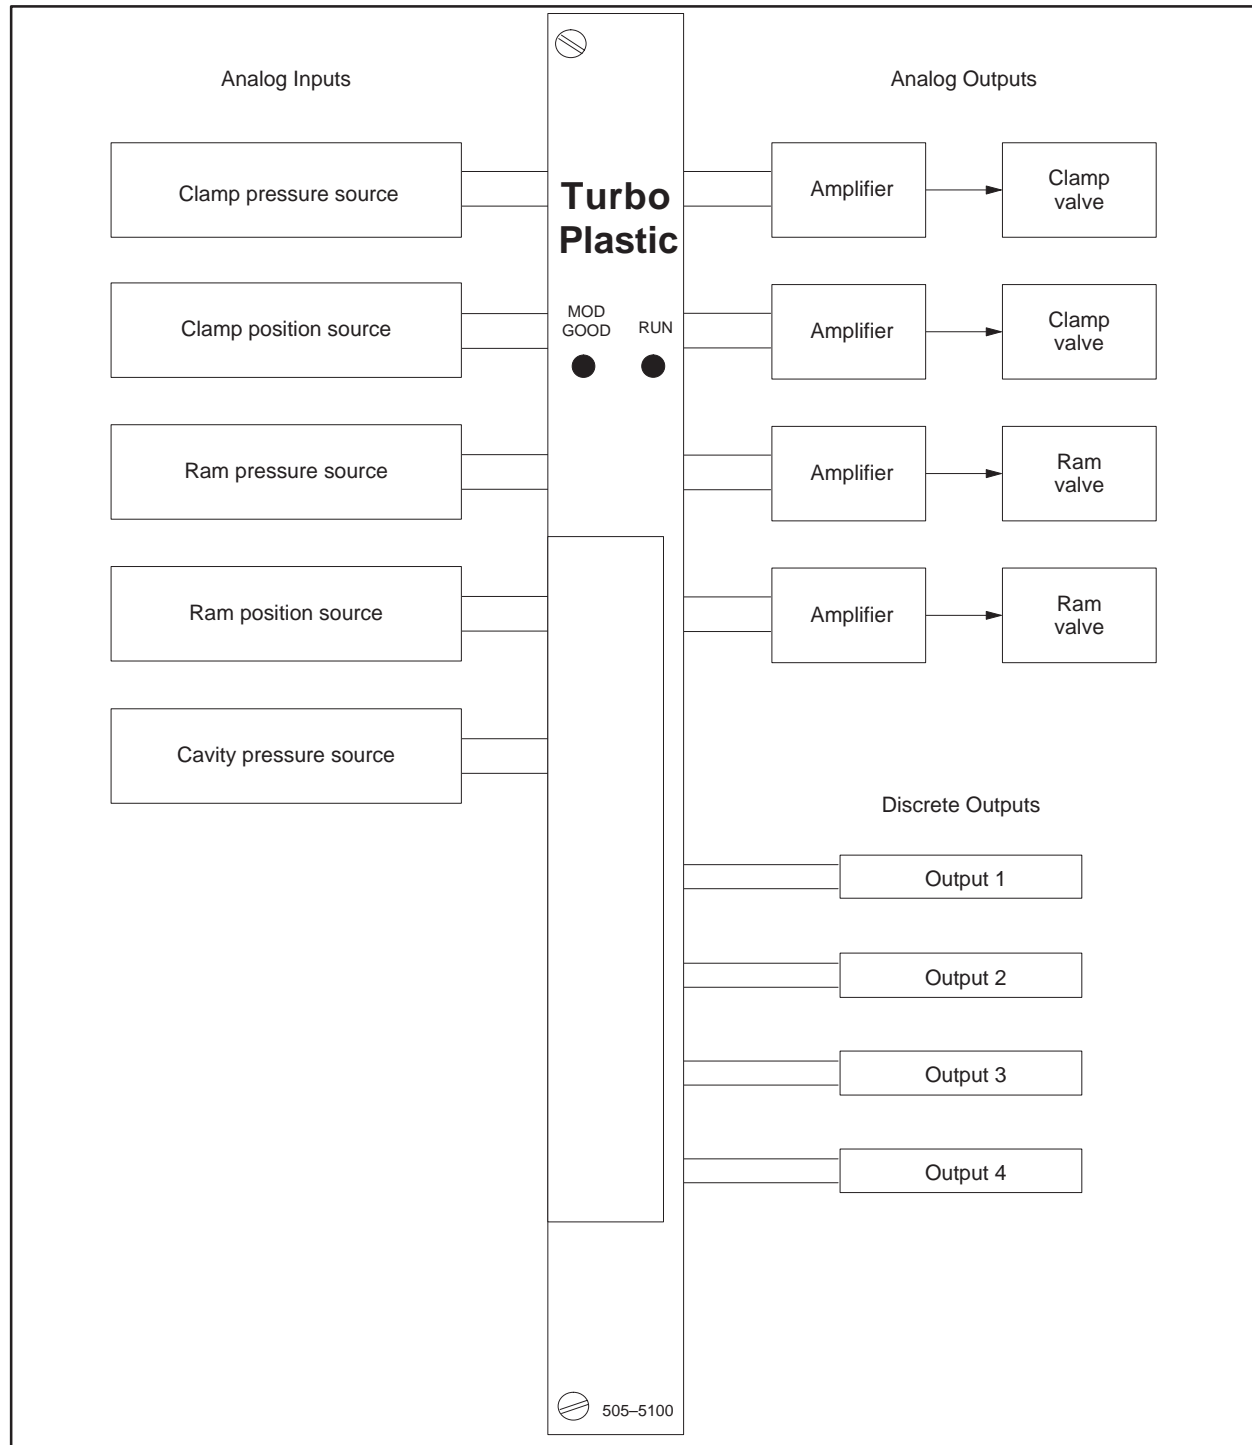 Analog Inputs
Analog Outputs
Clamp pressure source
Clamp position source
Ram pressure source
Ram position source
Cavity pressure source
Turbo
Plastic
MOD
GOOD
RUN
505–5100
Amplifier
Clamp
valve
Amplifier
Clamp
valve
Amplifier
Ram
valve
Amplifier
Ram
valve
Discrete Outputs
Output 1
Output 2
Output 3
Output 4